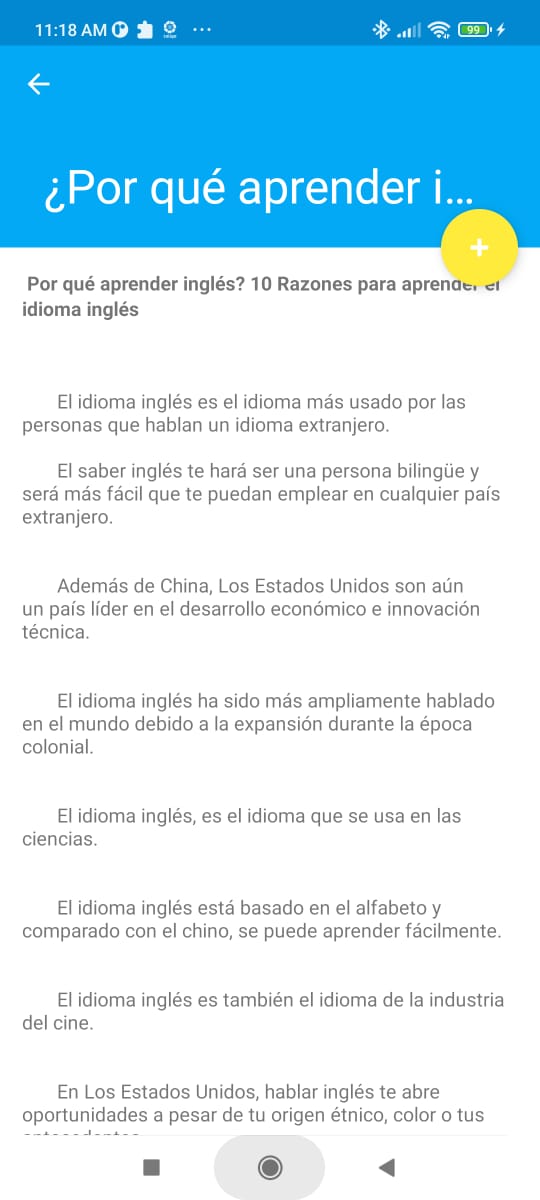 11:18 AM
99
¿Por qué aprender i...
Por qué aprender inglés? 10 Razones para aprender el
idioma inglés
El idioma inglés es el idioma más usado por las
personas que hablan un idioma extranjero.
El saber inglés te hará ser una persona bilingüe y
será más fácil que te puedan emplear en cualquier país
extranjero.
Además de China, Los Estados Unidos son aún
un país líder en el desarrollo económico e innovación
técnica.
El idioma inglés ha sido más ampliamente hablado
en el mundo debido a la expansión durante la época
colonial.
El idioma inglés, es el idioma que se usa en las
ciencias.
El idioma inglés está basado en el alfabeto y
comparado con el chino, se puede aprender fácilmente.
El idioma inglés es también el idioma de la industria
del cine.
En Los Estados Unidos, hablar inglés te abre
oportunidades a pesar de tu origen étnico, color o tus